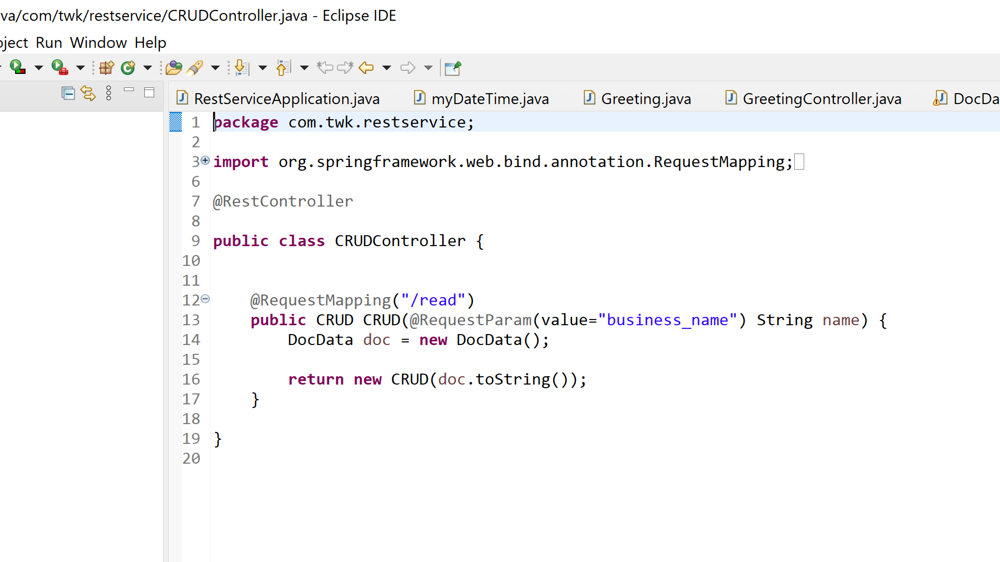 va/com/twk/restservice/CRUDController.java - Eclipse IDE
oject Run Window Help
RestServiceApplication.java myDateTime.java Greeting.java GreetingController.java DocDa
1 package com.twk.restservice;
2
3 import org.springframework.web.bind.annotation.RequestMapping;
6
7 @RestController
8
9 public class CRUDController {
10
11
12 @RequestMapping("/read")
13 public CRUD CRUD(@RequestParam(value="business_name") String name) {
14 DocData doc = new DocData();
15
16 return new CRUD(doc.toString());
17 }
18
19 }
20